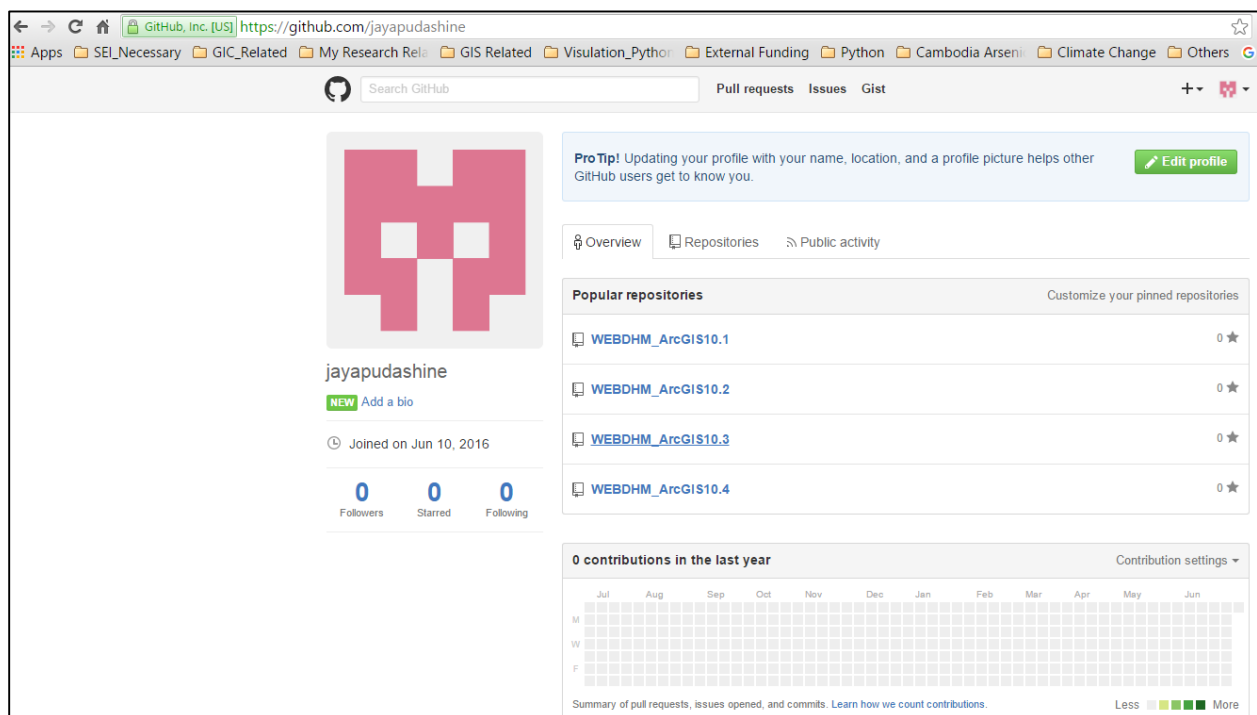 GitHub, Inc. [US] https://github.com/jayapudashine
Apps SEI_Necessary GIC_Related My Research Rela GIS Related Visulation_Python External Funding Python Cambodia Arseni Climate Change Others G
Search GitHub Pull requests Issues Gist
ProTip! Updating your profile with your name, location, and a profile picture helps other
GitHub users get to know you.
Edit profile
Overview Repositories Public activity
Popular repositories Customize your pinned repositories
WEBDHM_ArcGIS10.1 0
WEBDHM_ArcGIS10.2 0
WEBDHM_ArcGIS10.3 0
WEBDHM_ArcGIS10.4 0
jayapudashine
NEW Add a bio
Joined on Jun 10, 2016
0 0 0
Followers Starred Following
0 contributions in the last year Contribution settings
Jul Aug Sep Oct Nov Dec Jan Feb Mar Apr May Jun
M
W
F
Summary of pull requests, issues opened, and commits. Learn how we count contributions. Less More